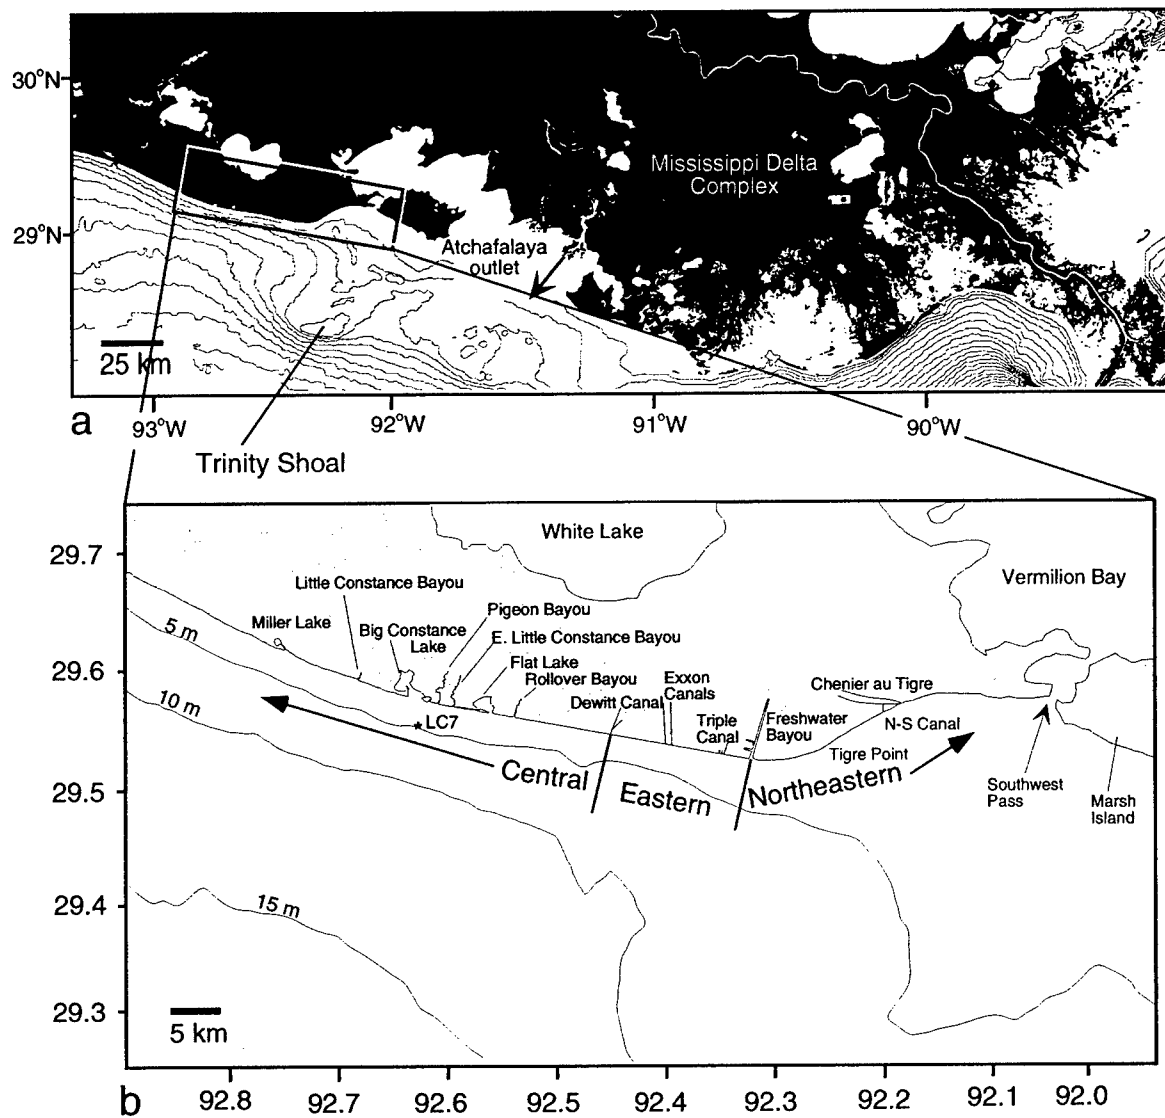 30°N
29°N
Mississippi Delta
Complex
Atchafalaya
outlet
25 km
a
93°W
92°W
91°W
90°W
Trinity Shoal
29.7
29.6
29.5
29.4
29.3
White Lake
Vermilion Bay
Little Constance Bayou
Miller Lake
Big Constance
Lake
Pigeon Bayou
E. Little Constance Bayou
Flat Lake
Rollover Bayou
Dewitt Canal
Exxon
Canals
Triple
Canal
Freshwater
Bayou
Chenier au Tigre
N-S Canal
Tigre Point
Southwest
Pass
Marsh
Island
5 m
10 m
15 m
LC7
Central
Eastern
Northeastern
5 km
b
92.8
92.7
92.6
92.5
92.4
92.3
92.2
92.1
92.0